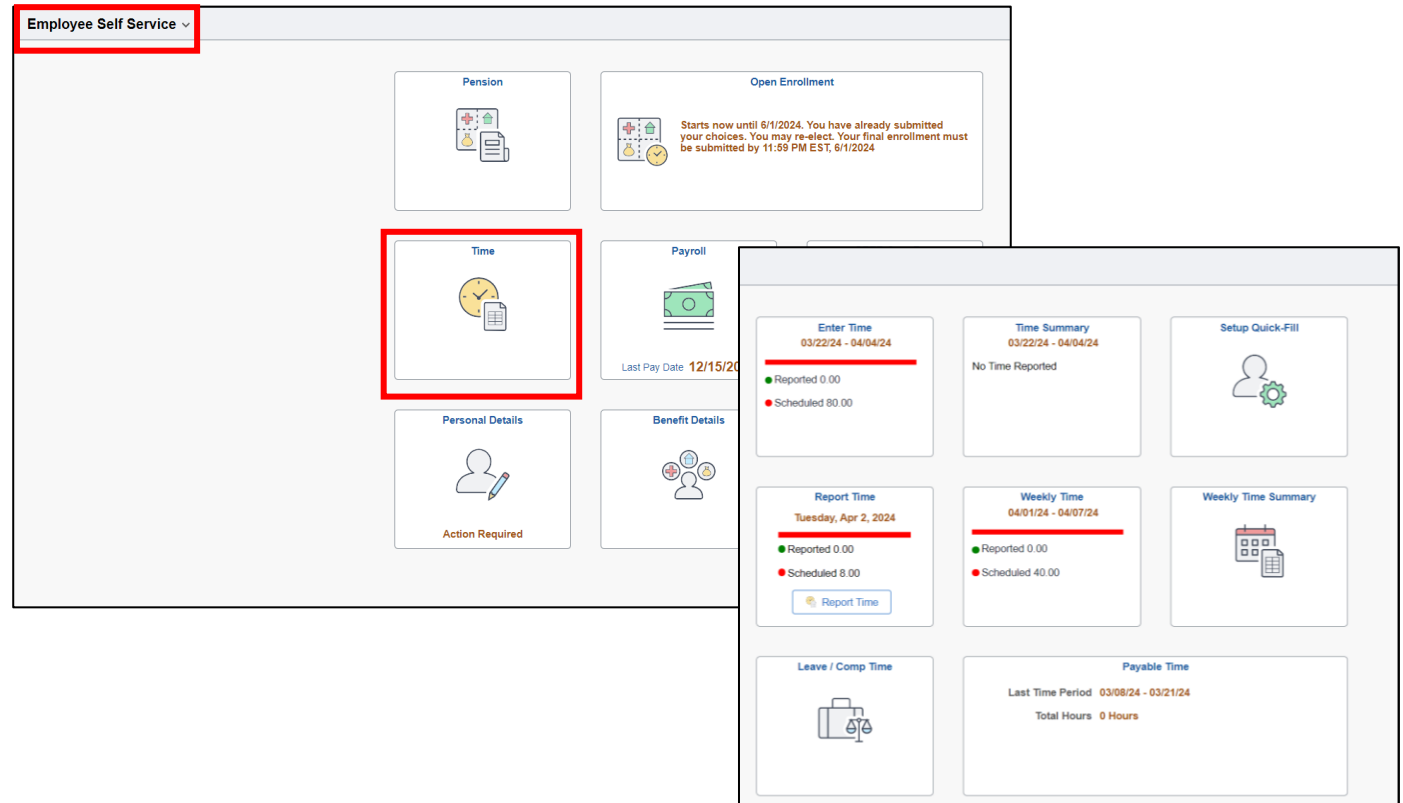 Employee Self Service
Pension
Open Enrollment
Starts now until 6/1/2024. You have already submitted
your choices. You may re-elect. Your final enrollment must
be submitted by 11:59 PM EST, 6/1/2024
Time
Payroll
Last Pay Date 12/15/20
Personal Details
Action Required
Benefit Details
Enter Time
03/22/24 - 04/04/24
Reported 0.00
Scheduled 80.00
Time Summary
03/22/24 - 04/04/24
No Time Reported
Setup Quick-Fill
Report Time
Tuesday, Apr 2, 2024
Reported 0.00
Scheduled 8.00
Report Time
Weekly Time
04/01/24 - 04/07/24
Reported 0.00
Scheduled 40.00
Weekly Time Summary
Leave / Comp Time
Payable Time
Last Time Period 03/08/24 - 03/21/24
Total Hours 0 Hours